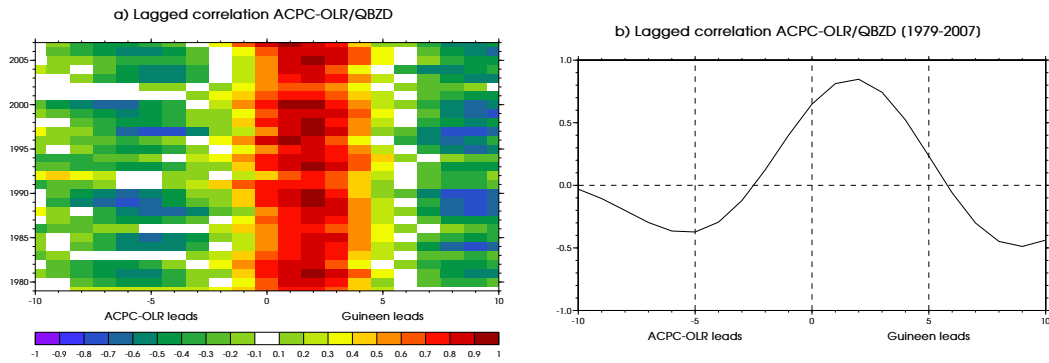 a) Lagged correlation ACPC-OLR/QBZD
2005
2000
1995
1990
1985
1980
-10 -5 0 5 10
ACPC-OLR leads Guineen leads
-1 -0.9 -0.8 -0.7 -0.6 -0.5 -0.4 -0.3 -0.2 -0.1 0.1 0.2 0.3 0.4 0.5 0.6 0.7 0.8 0.9 1
b) Lagged correlation ACPC-OLR/QBZD (1979-2007)
1.0
0.5
0.0
-0.5
-1.0
-10 -5 0 5 10
ACPC-OLR leads Guineen leads